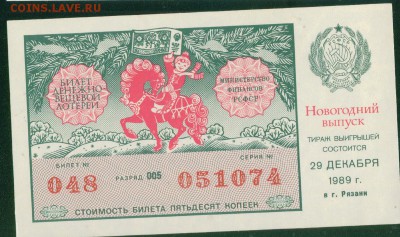 COINS.LAVE.RU
БИЛЕТ
ДЕНЕЖНО-
ВЕЩЕВОЙ
ЛОТЕРЕИ
МИНИСТЕРСТВО
ФИНАНСОВ
РСФСР
БИЛЕТ №
048
РАЗРЯД 005
СЕРИЯ №
051074
СТОИМОСТЬ БИЛЕТА ПЯТЬДЕСЯТ КОПЕЕК
Новогодний
выпуск
ТИРАЖ ВЫИГРЫШЕЙ
СОСТОИТСЯ
29 ДЕКАБРЯ
1989 г.
в г. Рязани